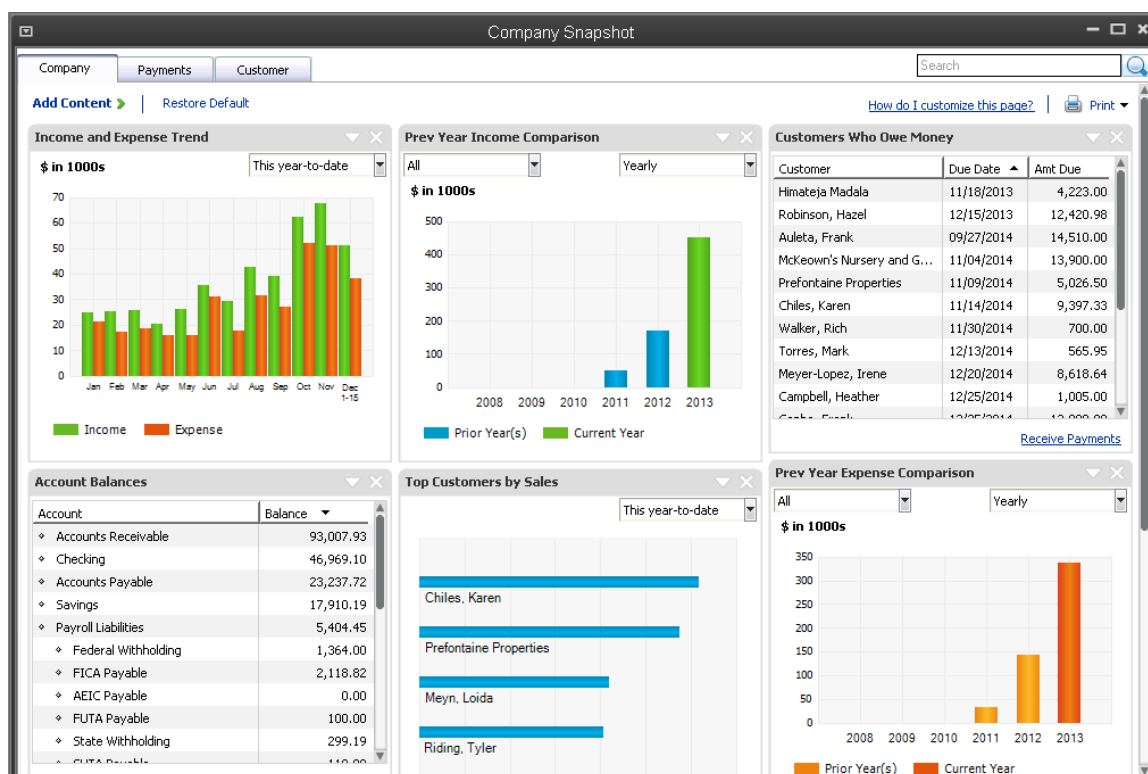 Company Snapshot
Company
Payments
Customer
Search
Add Content
Restore Default
How do I customize this page?
Print
Income and Expense Trend
$ in 1000s
This year-to-date
70
60
50
40
30
20
10
0
Jan Feb Mar Apr May Jun Jul Aug Sep Oct Nov Dec
1-15
Income
Expense
Prev Year Income Comparison
All
Yearly
$ in 1000s
500
400
300
200
100
0
2008 2009 2010 2011 2012 2013
Prior Year(s)
Current Year
Customers Who Owe Money
Customer Due Date Amt Due
Himateja Madala 11/18/2013 4,223.00
Robinson, Hazel 12/15/2013 12,420.98
Auleta, Frank 09/27/2014 14,510.00
McKeown's Nursery and G... 11/04/2014 13,900.00
Prefontaine Properties 11/09/2014 5,026.50
Chiles, Karen 11/14/2014 9,397.33
Walker, Rich 11/30/2014 700.00
Torres, Mark 12/13/2014 565.95
Meyer-Lopez, Irene 12/20/2014 8,618.64
Campbell, Heather 12/25/2014 1,005.00
Receive Payments
Account Balances
Account Balance
Accounts Receivable 93,007.93
Checking 46,969.10
Accounts Payable 23,237.72
Savings 17,910.19
Payroll Liabilities 5,404.45
Federal Withholding 1,364.00
FICA Payable 2,118.82
AEIC Payable 0.00
FUTA Payable 100.00
State Withholding 299.19
Top Customers by Sales
This year-to-date
Chiles, Karen
Prefontaine Properties
Meyn, Loida
Riding, Tyler
Prev Year Expense Comparison
All
Yearly
$ in 1000s
350
300
250
200
150
100
50
0
2008 2009 2010 2011 2012 2013
Prior Year(s)
Current Year